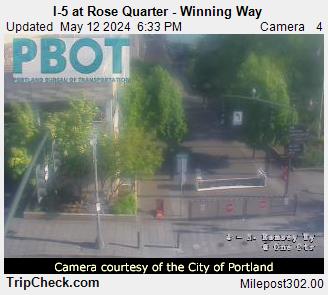 I-5 at Rose Quarter - Winning Way
Updated May 12 2024 6:33 PM Camera 4
PBOT
PORTLAND BUREAU OF TRANSPORTATION
Camera courtesy of the City of Portland
TripCheck.com Milepost302.00